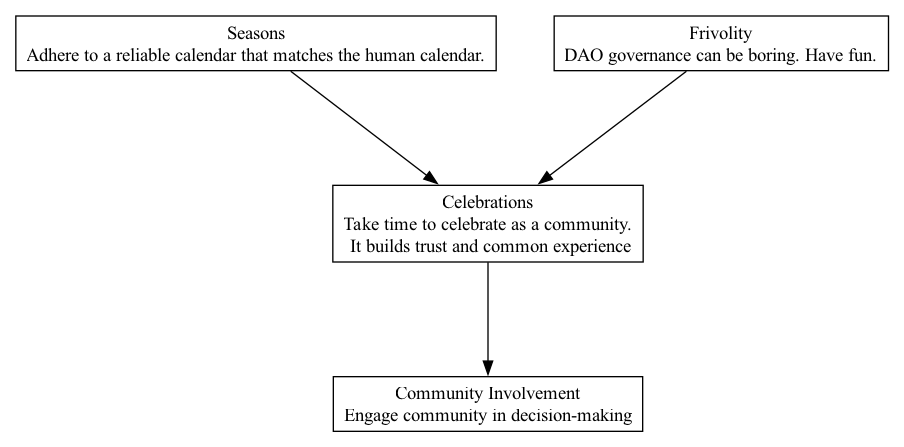 Seasons
Adhere to a reliable calendar that matches the human calendar.
Frivolity
DAO governance can be boring. Have fun.
Celebrations
Take time to celebrate as a community.
It builds trust and common experience
Community Involvement
Engage community in decision-making